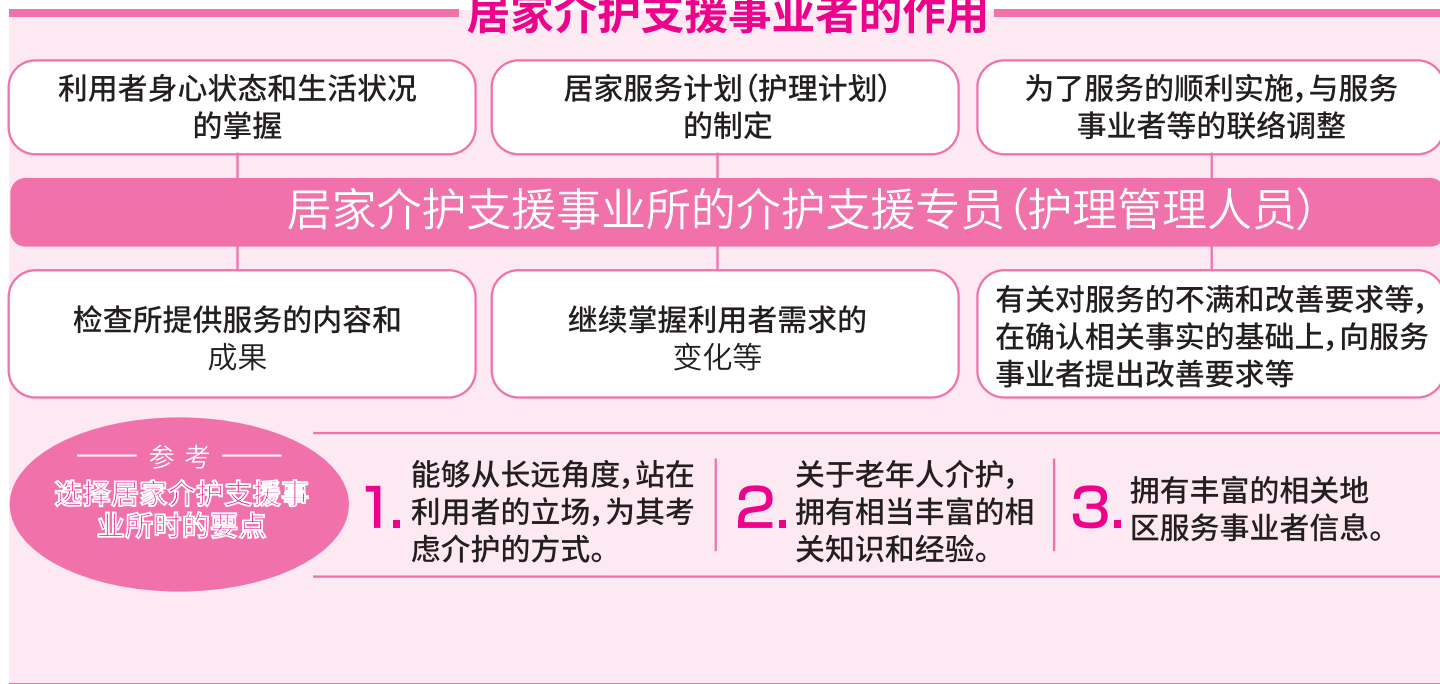 居家介护支援事业者的作用
利用者身心状态和生活状况
的掌握
居家服务计划（护理计划）
的制定
为了服务的顺利实施，与服务
事业者等的联络调整
居家介护支援事业所的介护支援专员（护理管理人员）
检查所提供服务的内容和
成果
继续掌握利用者需求的
变化等
有关对服务的不满和改善要求等，
在确认相关事实的基础上，向服务
事业者提出改善要求等
参考
选择居家介护支援事
业所时的要点
1.
能够从长远角度，站在
利用者的立场，为其考
虑介护的方式。
2.
关于老年人介护，
拥有相当丰富的相
关知识和经验。
3.
拥有丰富的相关地
区服务事业者信息。